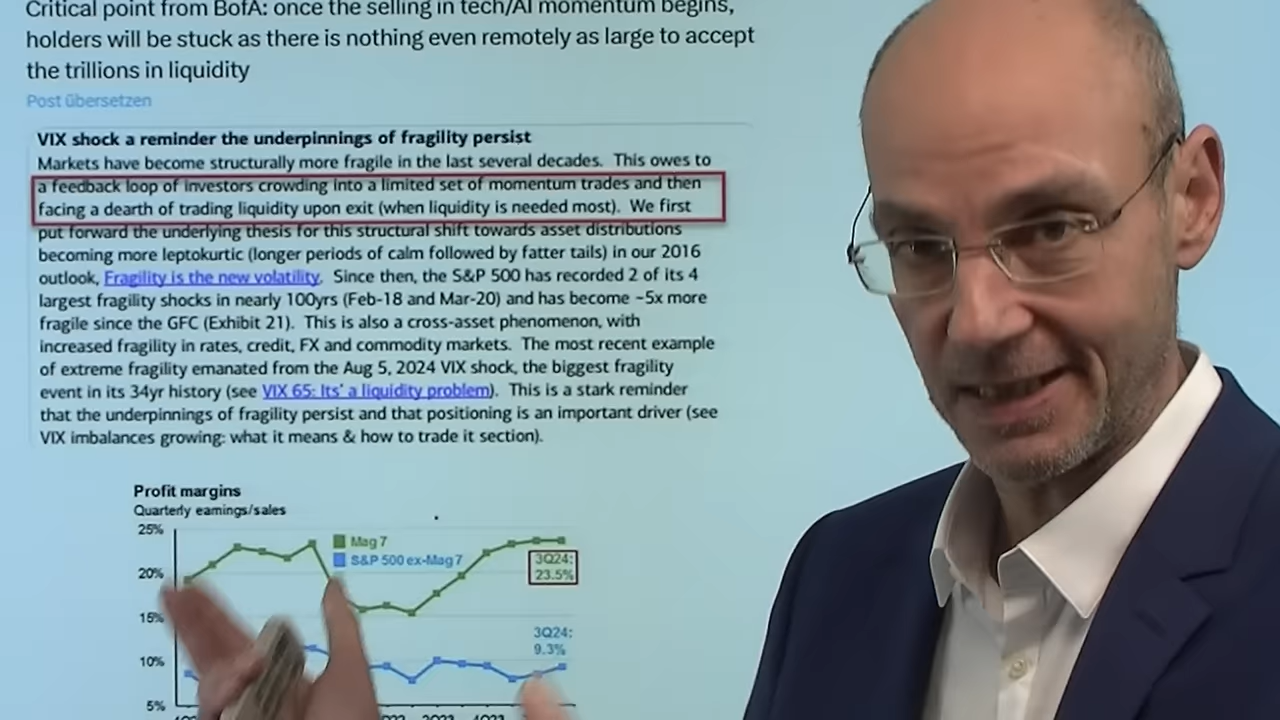 Critical point from BofA: once the selling in tech/AI momentum begins,
holders will be stuck as there is nothing even remotely as large to accept
the trillions in liquidity
Post übersetzen
VIX shock a reminder the underpinnings of fragility persist
Markets have become structurally more fragile in the last several decades. This owes to
a feedback loop of investors crowding into a limited set of momentum trades and then
facing a dearth of trading liquidity upon exit (when liquidity is needed most). We first
put forward the underlying thesis for this structural shift towards asset distributions
becoming more leptokurtic (longer periods of calm followed by fatter tails) in our 2016
outlook, Fragility is the new volatility. Since then, the S&P 500 has recorded 2 of its 4
largest fragility shocks in nearly 100yrs (Feb-18 and Mar-20) and has become ~5x more
fragile since the GFC (Exhibit 21). This is also a cross-asset phenomenon, with
increased fragility in rates, credit, FX and commodity markets. The most recent example
of extreme fragility emanated from the Aug 5, 2024 VIX shock, the biggest fragility
event in its 34yr history (see VIX 65: Its' a liquidity problem). This is a stark reminder
that the underpinnings of fragility persist and that positioning is an important driver (see
VIX imbalances growing: what it means & how to trade it section).
Profit margins
Quarterly earnings/sales
25%
Mag 7
S&P 500 ex-Mag 7
3Q24:
23.5%
20%
15%
3Q24:
9.3%
10%
5%
2Q23 4Q23